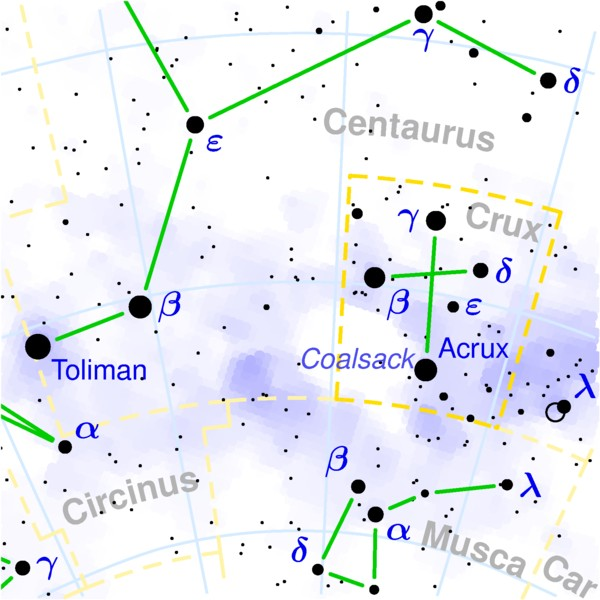 γ
δ
ε
Centaurus
γ
Crux
δ
β
ε
β
Coalsack
Acrux
Toliman
λ
α
β
λ
Circinus
α
Musca
Car
δ
γ